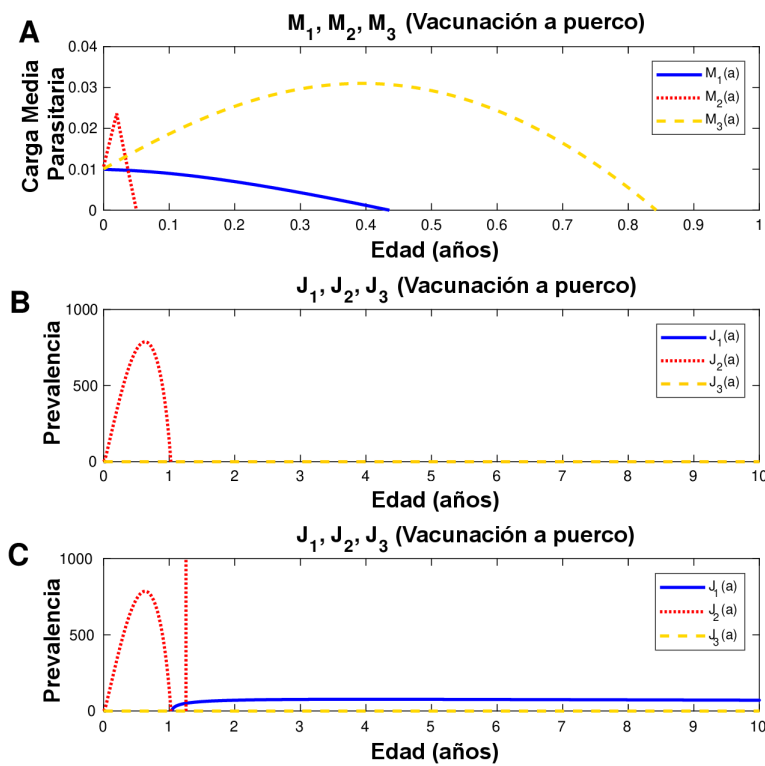 A
M₁, M₂, M₃ (Vacunación a puerco)
Carga Media
Parasitaria
0.04
0.03
0.02
0.01
0
M₁(a)
M₂(a)
M₃(a)
0 0.1 0.2 0.3 0.4 0.5 0.6 0.7 0.8 0.9 1
Edad (años)
B
J₁, J₂, J₃ (Vacunación a puerco)
Prevalencia
1000
500
0
J₁(a)
J₂(a)
J₃(a)
0 1 2 3 4 5 6 7 8 9 10
Edad (años)
C
J₁, J₂, J₃ (Vacunación a puerco)
Prevalencia
1000
500
0
J₁(a)
J₂(a)
J₃(a)
0 1 2 3 4 5 6 7 8 9 10
Edad (años)